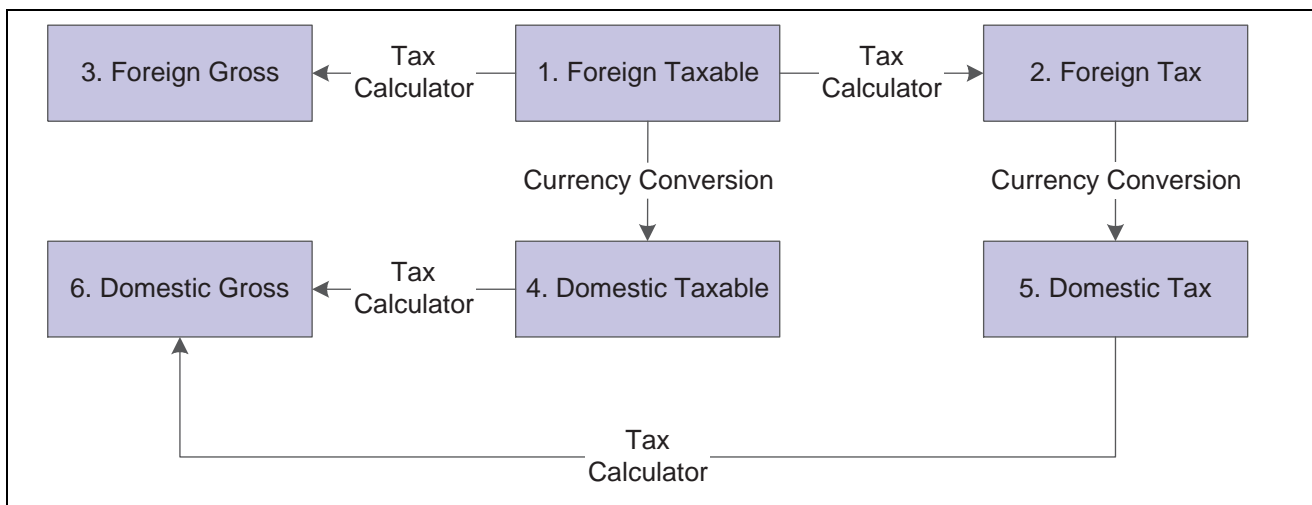 3. Foreign Gross
Tax
Calculator
1. Foreign Taxable
Tax
Calculator
2. Foreign Tax
Currency Conversion
Currency Conversion
6. Domestic Gross
Tax
Calculator
4. Domestic Taxable
5. Domestic Tax
Tax
Calculator